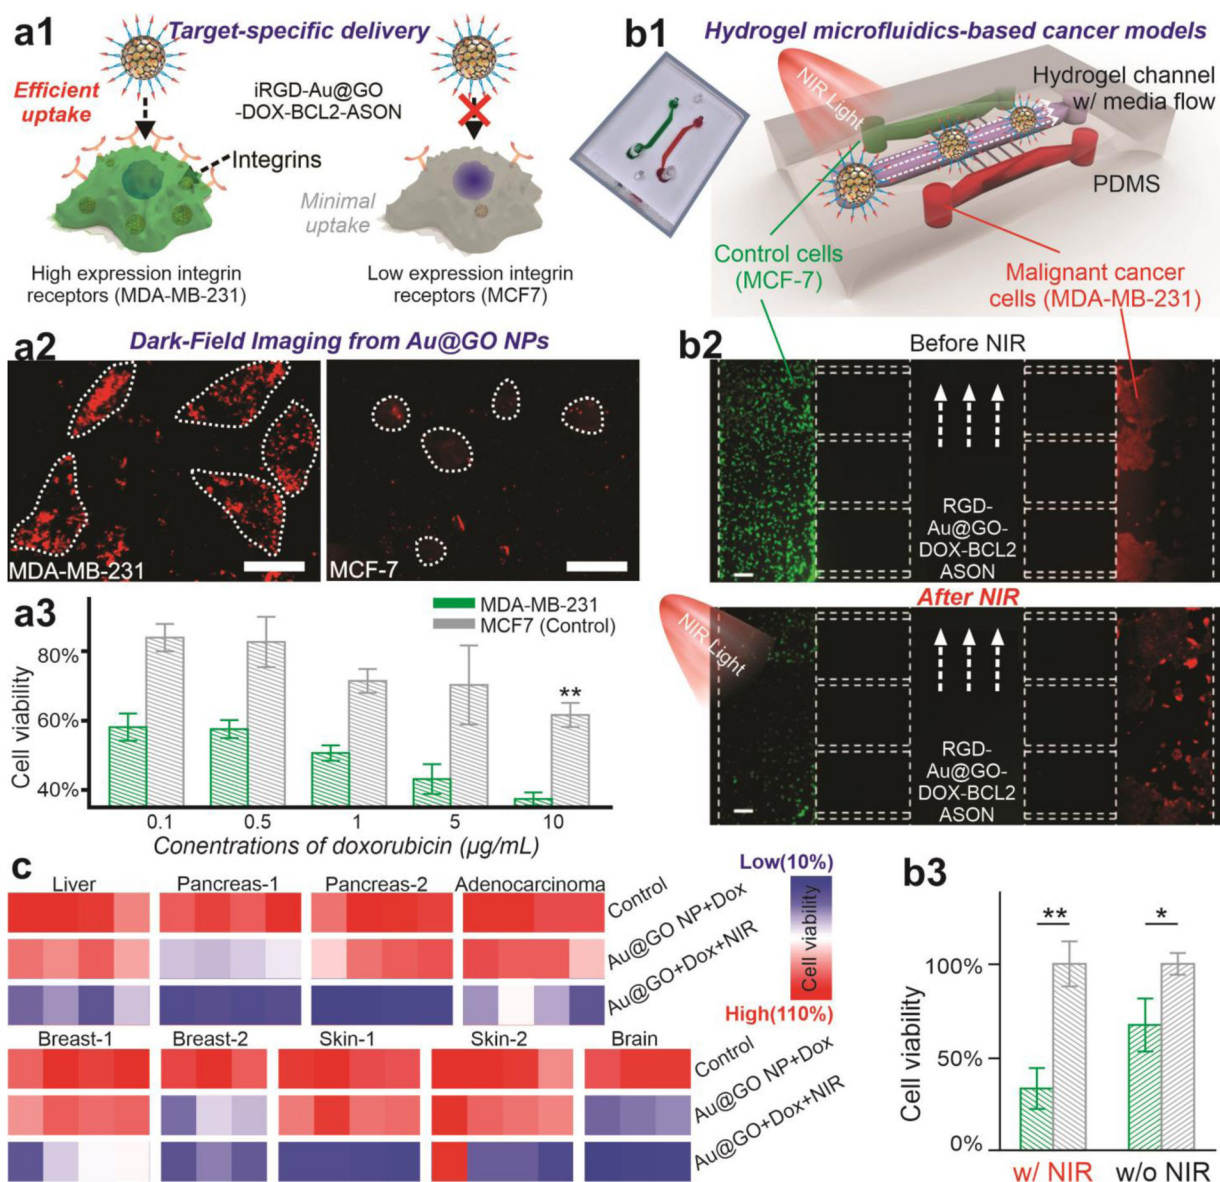 a1
Target-specific delivery
Efficient
uptake
iRGD-Au@GO
-DOX-BCL2-ASON
Integrins
Minimal
uptake
High expression integrin
receptors (MDA-MB-231)
Low expression integrin
receptors (MCF7)
b1
Hydrogel microfluidics-based cancer models
NIR Light
Hydrogel channel
w/ media flow
PDMS
Control cells
(MCF-7)
Malignant cancer
cells (MDA-MB-231)
a2
Dark-Field Imaging from Au@GO NPs
MDA-MB-231
MCF-7
b2
Before NIR
RGD-
Au@GO-
DOX-BCL2
ASON
After NIR
NIR Light
RGD-
Au@GO-
DOX-BCL2
ASON
a3
MDA-MB-231
MCF7 (Control)
Cell viability
80%
60%
40%
**
0.1 0.5 1 5 10
Conentrations of doxorubicin (µg/mL)
c
Liver Pancreas-1 Pancreas-2 Adenocarcinoma
Control
Au@GO NP+Dox
Au@GO+Dox+NIR
Low(10%)
Cell viability
High(110%)
Breast-1 Breast-2 Skin-1 Skin-2 Brain
Control
Au@GO NP+Dox
Au@GO+Dox+NIR
b3
Cell viability
100%
50%
0%
** *
w/ NIR w/o NIR